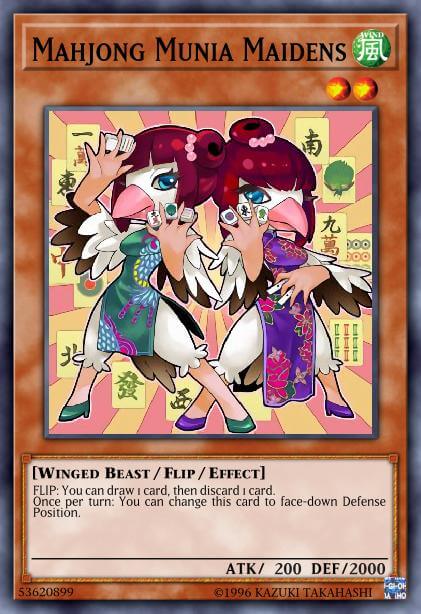 Mahjong Munia Maidens
WIND
風
一
萬
南
東
九
萬
中
北
發
西
[Winged Beast / Flip / Effect]
FLIP: You can draw 1 card, then discard 1 card.
Once per turn: You can change this card to face-down Defense
Position.
ATK/ 200 DEF/2000
53620899
©1996 KAZUKI TAKAHASHI